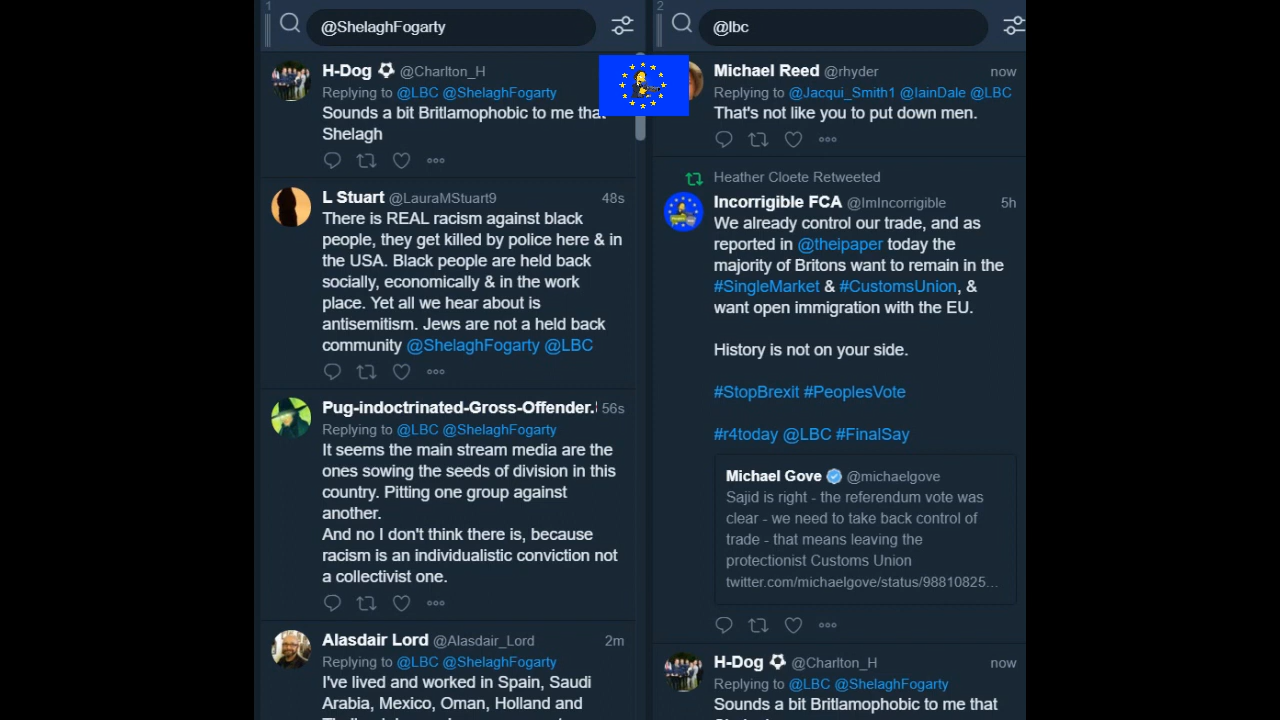 1
@ShelaghFogarty
H-Dog @Charlton_H
Replying to @LBC @ShelaghFogarty
Sounds a bit Britlamophobic to me that
Shelagh
L Stuart @LauraMStuart9 48s
There is REAL racism against black
people, they get killed by police here & in
the USA. Black people are held back
socially, economically & in the work
place. Yet all we hear about is
antisemitism. Jews are not a held back
community @ShelaghFogarty @LBC
Pug-indoctrinated-Gross-Offender. 56s
Replying to @LBC @ShelaghFogarty
It seems the main stream media are the
ones sowing the seeds of division in this
country. Pitting one group against
another.
And no I don't think there is, because
racism is an individualistic conviction not
a collectivist one.
Alasdair Lord @Alasdair_Lord 2m
Replying to @LBC @ShelaghFogarty
I've lived and worked in Spain, Saudi
Arabia, Mexico, Oman, Holland and
2
@lbc
Michael Reed @rhyder now
Replying to @Jacqui_Smith1 @IainDale @LBC
That's not like you to put down men.
Heather Cloete Retweeted
Incorrigible FCA @ImIncorrigible 5h
We already control our trade, and as
reported in @theipaper today the
majority of Britons want to remain in the
#SingleMarket & #CustomsUnion, &
want open immigration with the EU.
History is not on your side.
#StopBrexit #PeoplesVote
#r4today @LBC #FinalSay
Michael Gove @michaelgove
Sajid is right - the referendum vote was
clear - we need to take back control of
trade - that means leaving the
protectionist Customs Union
twitter.com/michaelgove/status/98810825...
H-Dog @Charlton_H now
Replying to @LBC @ShelaghFogarty
Sounds a bit Britlamophobic to me that